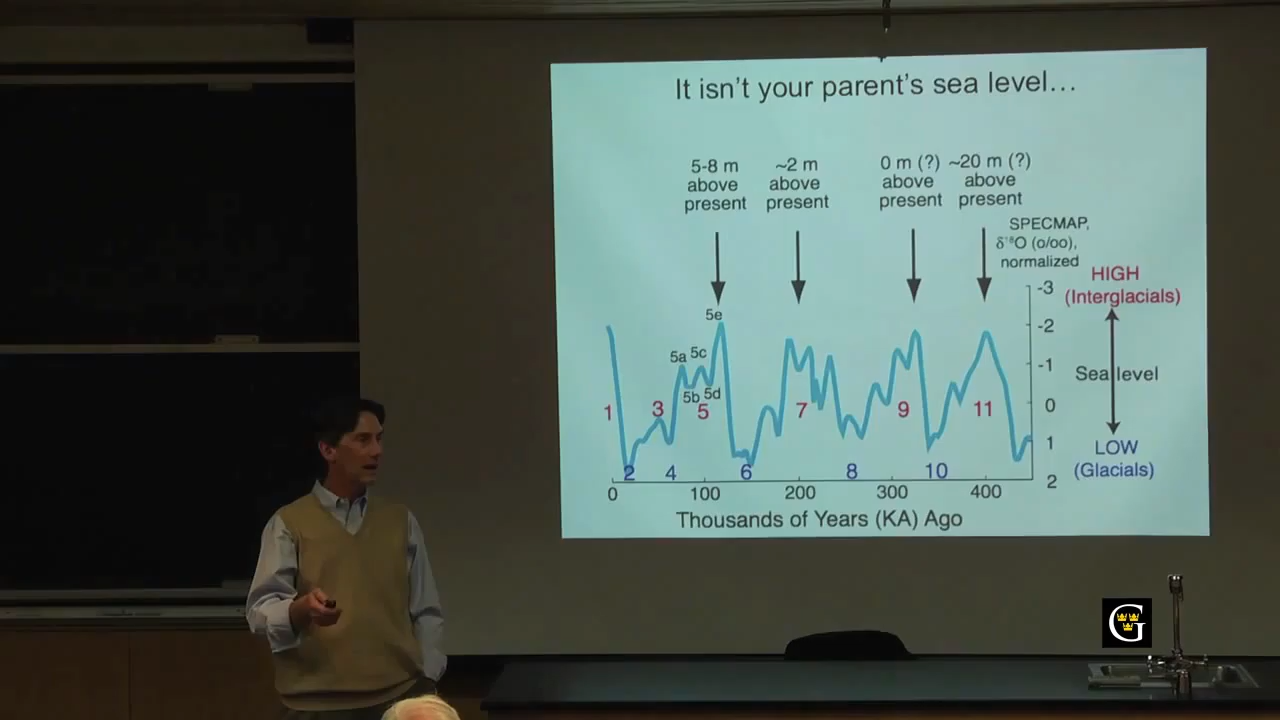 It isn't your parent's sea level…
5-8 m
above
present
~2 m
above
present
0 m (?)
above
present
~20 m (?)
above
present
SPECMAP,
δ¹⁸O (o/oo),
normalized
HIGH
(Interglacials)
Sea level
LOW
(Glacials)
-3
-2
-1
0
1
2
5e
5a 5c
5b 5d
1 3 5 7 9 11
2 4 6 8 10
0 100 200 300 400
Thousands of Years (KA) Ago
G